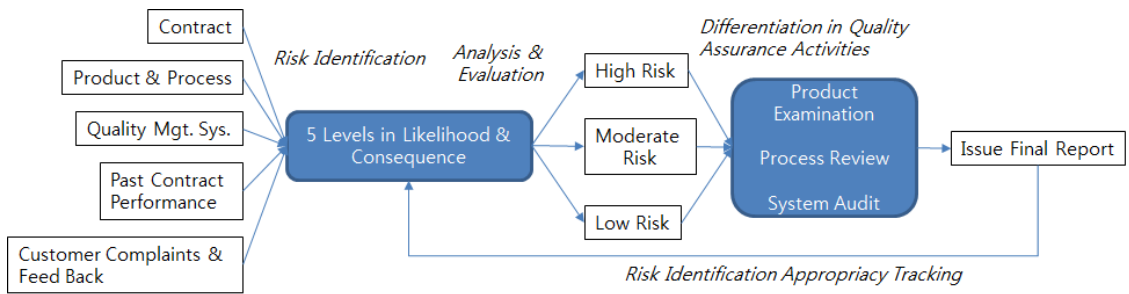 Contract
Product & Process
Quality Mgt. Sys.
Past Contract
Performance
Customer Complaints &
Feed Back
Risk Identification
5 Levels in Likelihood &
Consequence
Analysis &
Evaluation
High Risk
Moderate
Risk
Low Risk
Differentiation in Quality
Assurance Activities
Product
Examination
Process Review
System Audit
Issue Final Report
Risk Identification Appropriacy Tracking